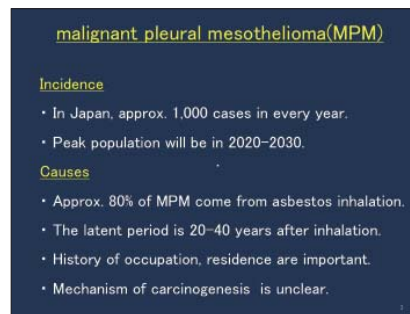 malignant pleural mesothelioma(MPM)
Incidence
・In Japan, approx. 1,000 cases in every year.
・Peak population will be in 2020-2030.
Causes
・Approx. 80% of MPM come from asbestos inhalation.
・The latent period is 20-40 years after inhalation.
・History of occupation, residence are important.
・Mechanism of carcinogenesis is unclear.